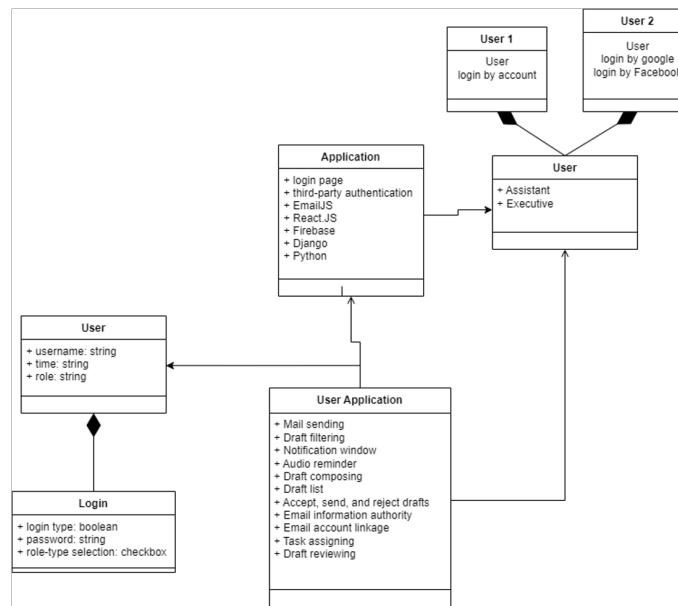 User 1
User
login by account
User 2
User
login by google
login by Facebook
Application
+ login page
+ third-party authentication
+ EmailJS
+ React.JS
+ Firebase
+ Django
+ Python
User
+ Assistant
+ Executive
User
+ username: string
+ time: string
+ role: string
User Application
+ Mail sending
+ Draft filtering
+ Notification window
+ Audio reminder
+ Draft composing
+ Draft list
+ Accept, send, and reject drafts
+ Email information authority
+ Email account linkage
+ Task assigning
+ Draft reviewing
Login
+ login type: boolean
+ password: string
+ role-type selection: checkbox